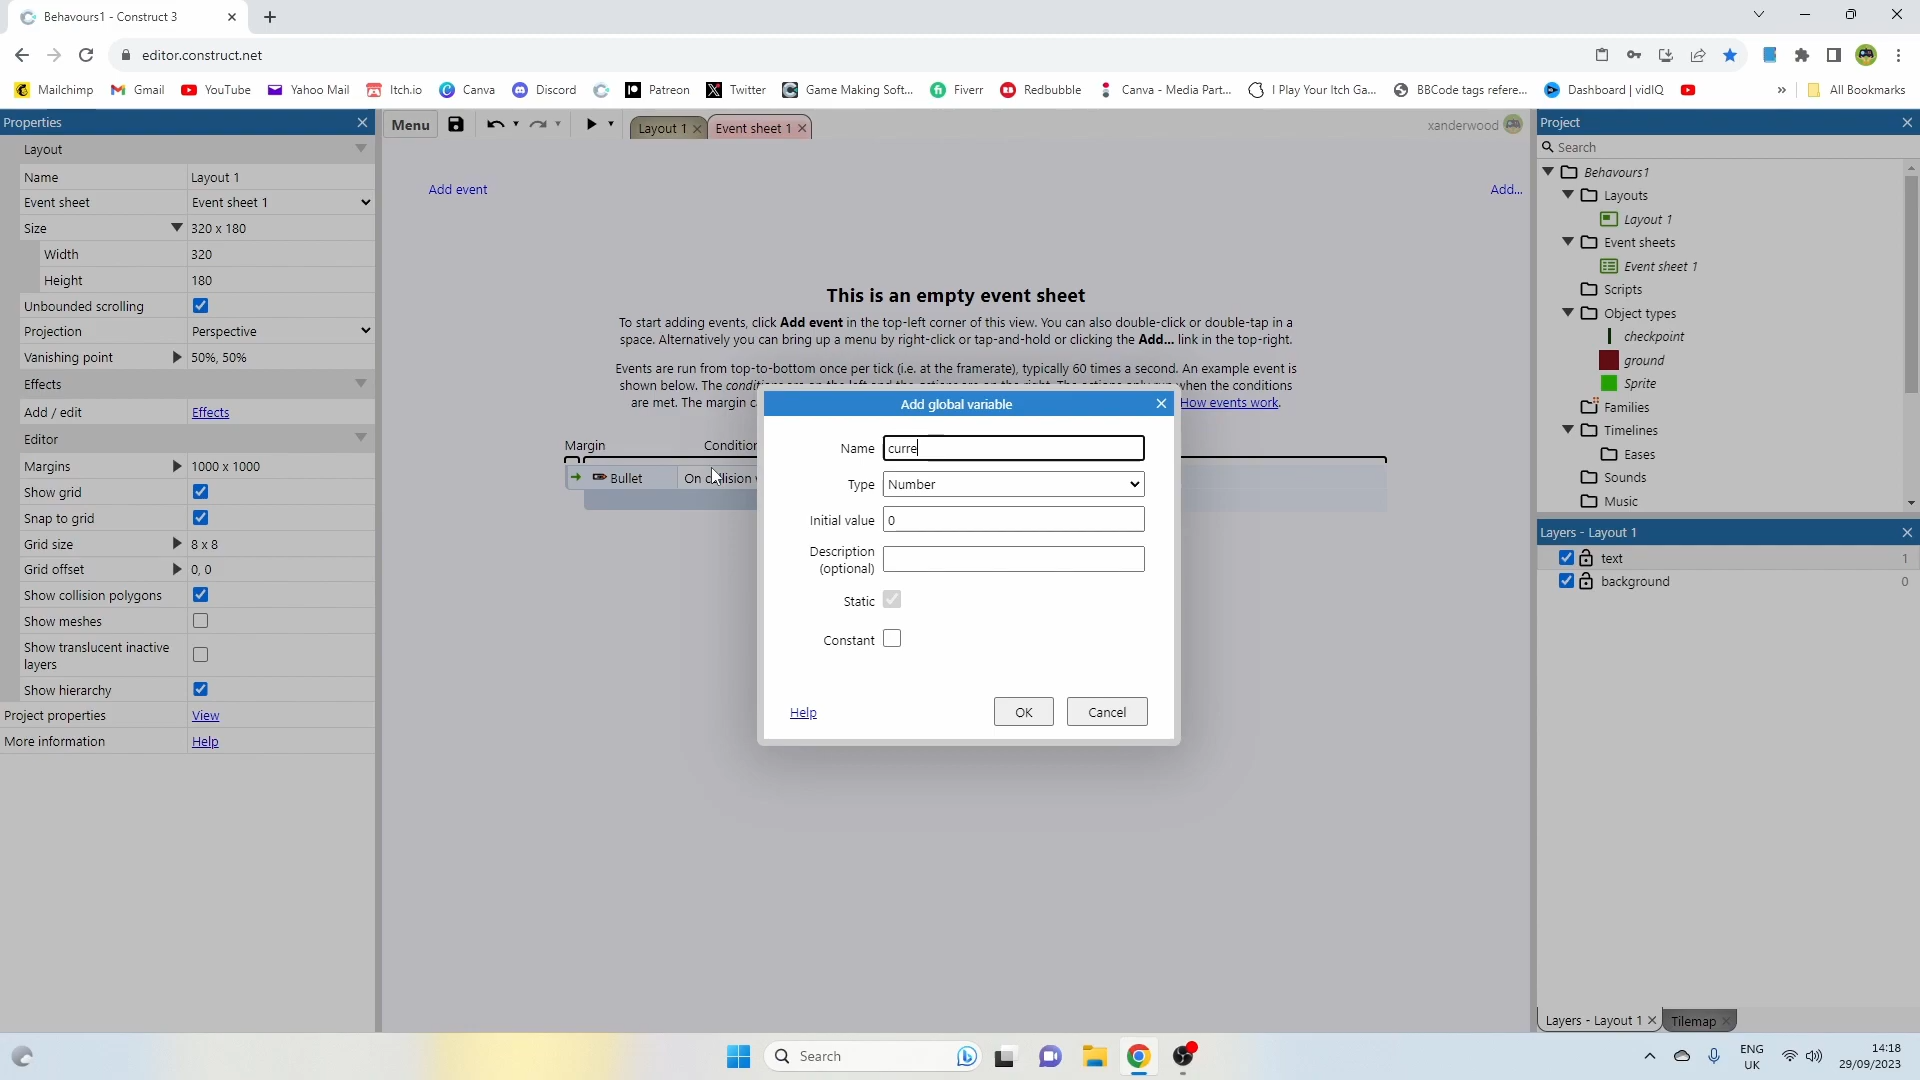 Behavours1 - Construct 3
editor.construct.net
Mailchimp Gmail YouTube Yahoo Mail Itch.io Canva Discord Patreon Twitter Game Making Soft... Fiverr Redbubble Canva - Media Part... I Play Your Itch Ga... BBCode tags refere... Dashboard | vidIQ » All Bookmarks
Properties
Layout
Name Layout 1
Event sheet Event sheet 1
Size 320 x 180
Width 320
Height 180
Unbounded scrolling
Projection Perspective
Vanishing point 50%, 50%
Effects
Add / edit Effects
Editor
Margins 1000 x 1000
Show grid
Snap to grid
Grid size 8 x 8
Grid offset 0, 0
Show collision polygons
Show meshes
Show translucent inactive
layers
Show hierarchy
Project properties View
More information Help
Menu Layout 1 Event sheet 1 xanderwood
Add event Add...
This is an empty event sheet
To start adding events, click Add event in the top-left corner of this view. You can also double-click or double-tap in a
space. Alternatively you can bring up a menu by right-click or tap-and-hold or clicking the Add... link in the top-right.
Events are run from top-to-bottom once per tick (i.e. at the framerate), typically 60 times a second. An example event is
shown below. The when the conditions
are met. The margin How events work.
Margin
Bullet
Add global variable
Name curre
Type Number
Initial value 0
Description
(optional)
Static
Constant
Help OK Cancel
Project
Search
Behavours1
Layouts
Layout 1
Event sheets
Event sheet 1
Scripts
Object types
checkpoint
ground
Sprite
Families
Timelines
Eases
Sounds
Music
Layers - Layout 1
text 1
background 0
Layers - Layout 1 Tilemap
Search
ENG
UK
14:18
29/09/2023